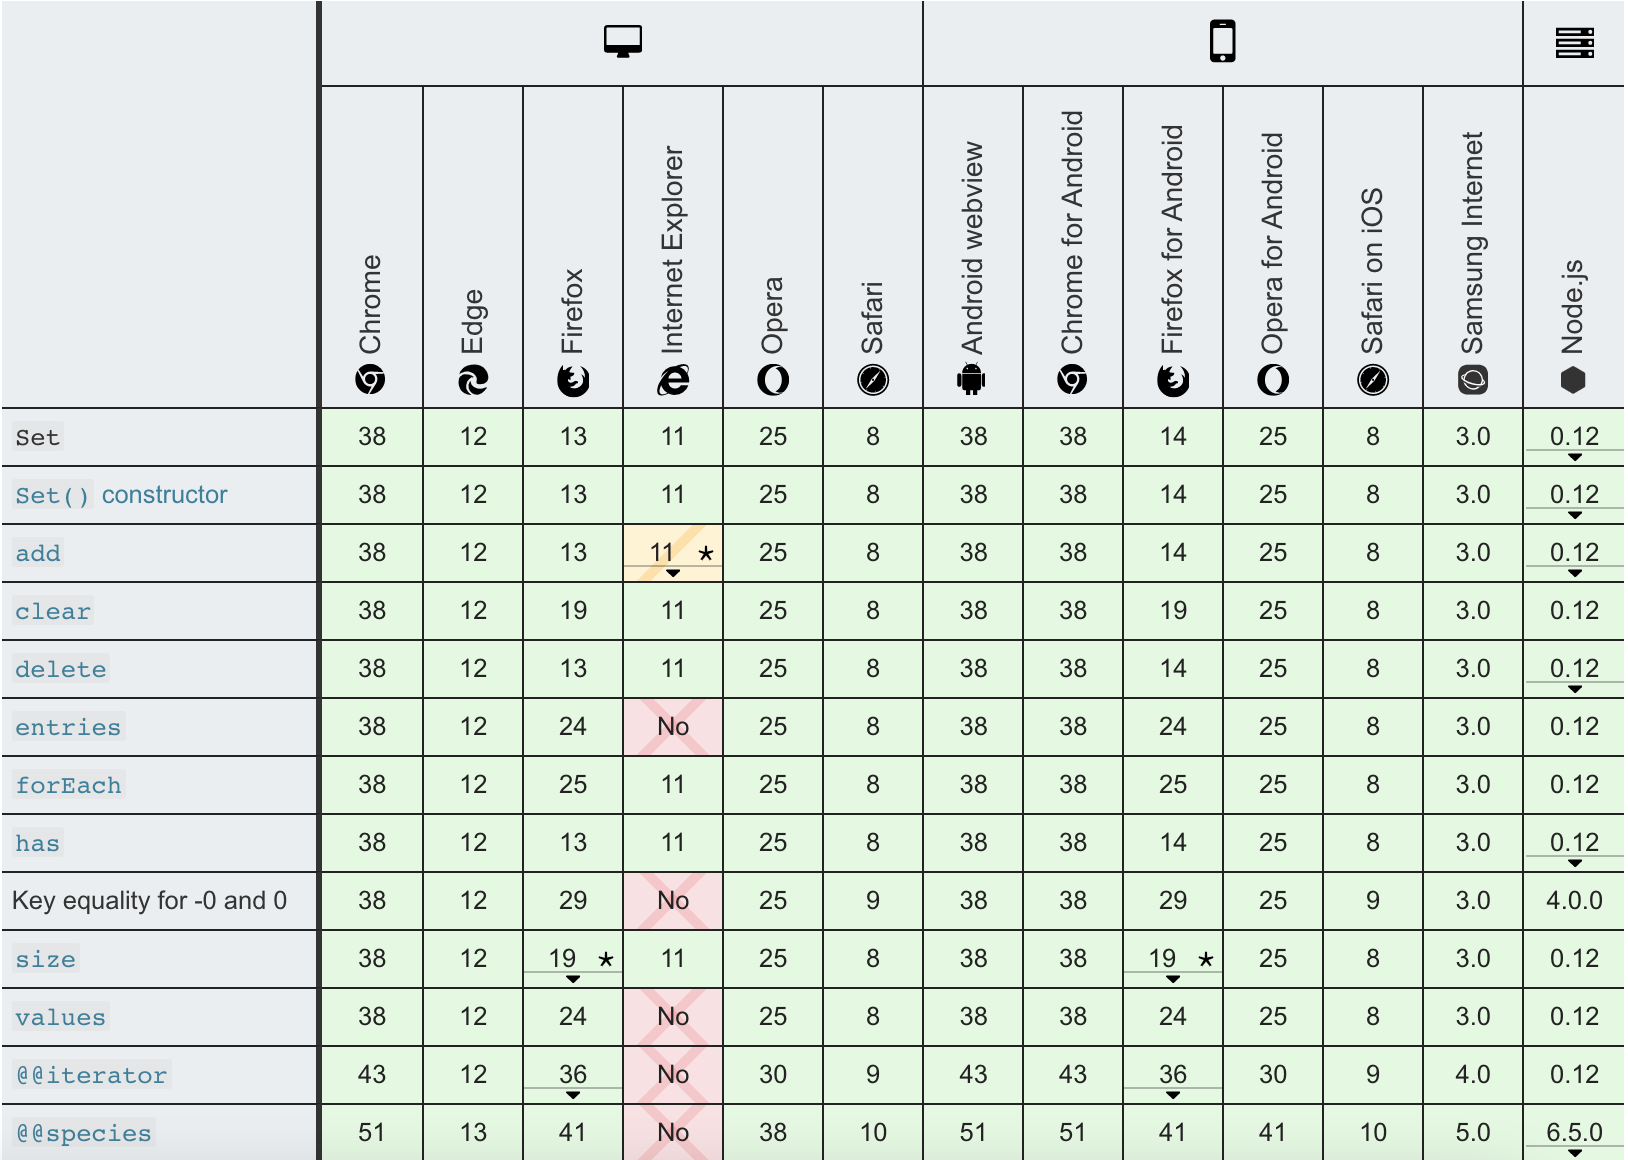 Chrome Edge Firefox Internet Explorer Opera Safari Android webview Chrome for Android Firefox for Android Opera for Android Safari on iOS Samsung Internet Node.js
Set 38 12 13 11 25 8 38 38 14 25 8 3.0 0.12
Set() constructor 38 12 13 11 25 8 38 38 14 25 8 3.0 0.12
add 38 12 13 11 * 25 8 38 38 14 25 8 3.0 0.12
clear 38 12 19 11 25 8 38 38 19 25 8 3.0 0.12
delete 38 12 13 11 25 8 38 38 14 25 8 3.0 0.12
entries 38 12 24 No 25 8 38 38 24 25 8 3.0 0.12
forEach 38 12 25 11 25 8 38 38 25 25 8 3.0 0.12
has 38 12 13 11 25 8 38 38 14 25 8 3.0 0.12
Key equality for -0 and 0 38 12 29 No 25 9 38 38 29 25 9 3.0 4.0.0
size 38 12 19 * 11 25 8 38 38 19 * 25 8 3.0 0.12
values 38 12 24 No 25 8 38 38 24 25 8 3.0 0.12
@@iterator 43 12 36 No 30 9 43 43 36 30 9 4.0 0.12
@@species 51 13 41 No 38 10 51 51 41 41 10 5.0 6.5.0